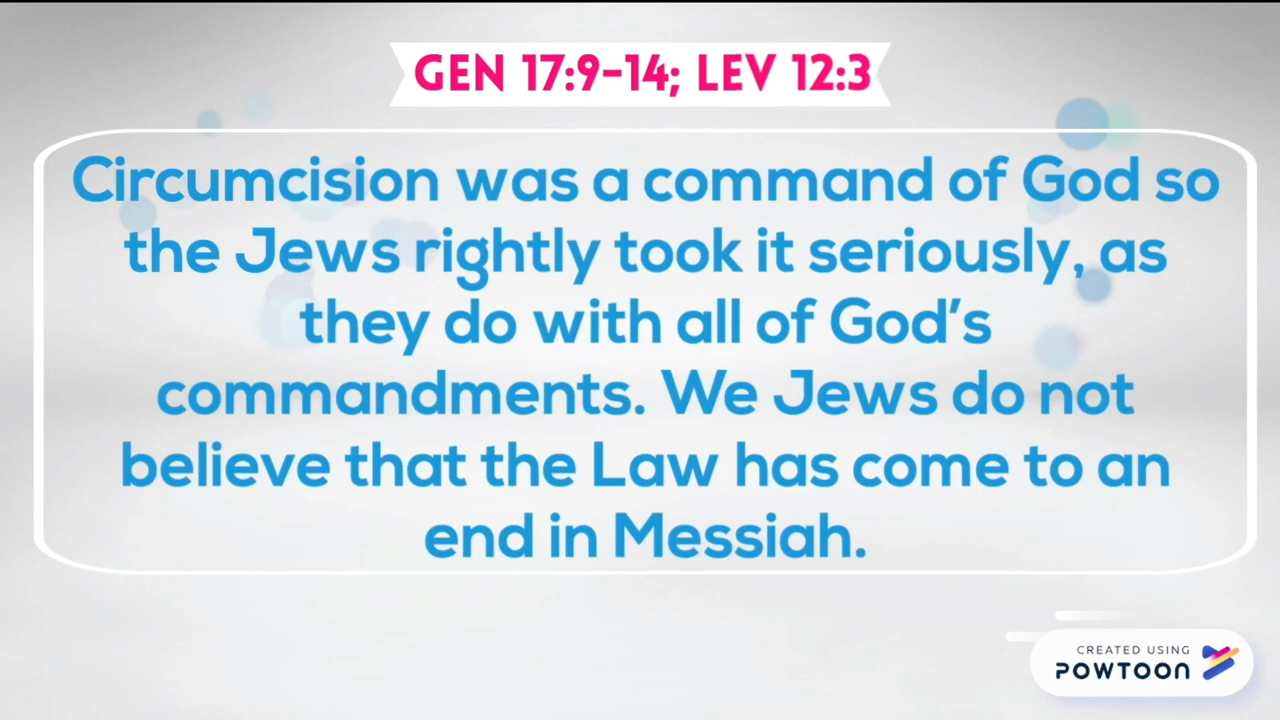 GEN 17:9-14; LEV 12:3
Circumcision was a command of God so
the Jews rightly took it seriously, as
they do with all of God's
commandments. We Jews do not
believe that the Law has come to an
end in Messiah.
CREATED USING
POWTOON